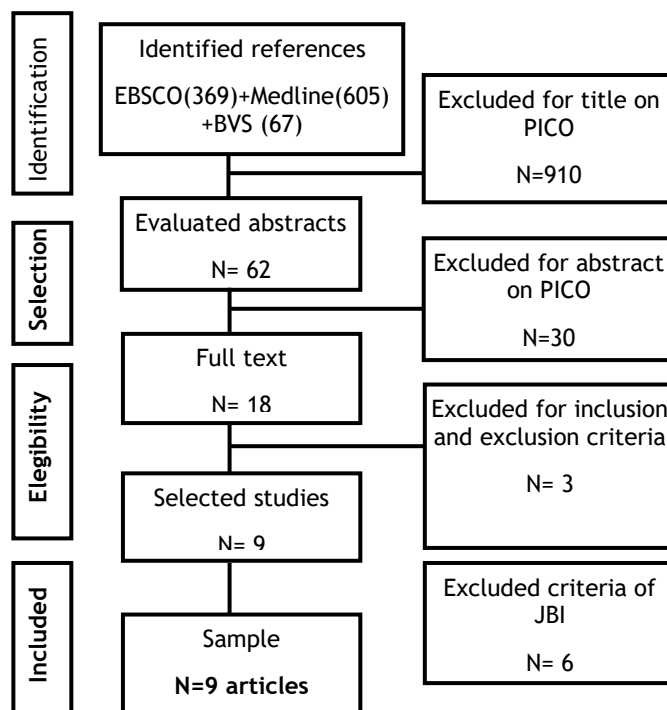 Identification
Identified references
EBSCO(369)+Medline(605)
+BVS (67)
Excluded for title on
PICO
N=910
Selection
Evaluated abstracts
N= 62
Excluded for abstract
on PICO
N=30
Full text
N= 18
Elegibility
Excluded for inclusion
and exclusion criteria
N= 3
Selected studies
N= 9
Included
Excluded criteria of
JBI
N= 6
Sample
N=9 articles